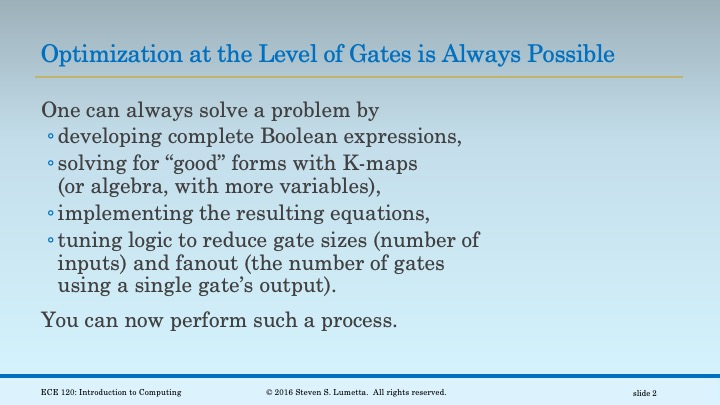 Optimization at the Level of Gates is Always Possible
One can always solve a problem by
◦ developing complete Boolean expressions,
◦ solving for “good” forms with K-maps
(or algebra, with more variables),
◦ implementing the resulting equations,
◦ tuning logic to reduce gate sizes (number of
inputs) and fanout (the number of gates
using a single gate’s output).
You can now perform such a process.
ECE 120: Introduction to Computing
© 2016 Steven S. Lumetta. All rights reserved.
slide 2